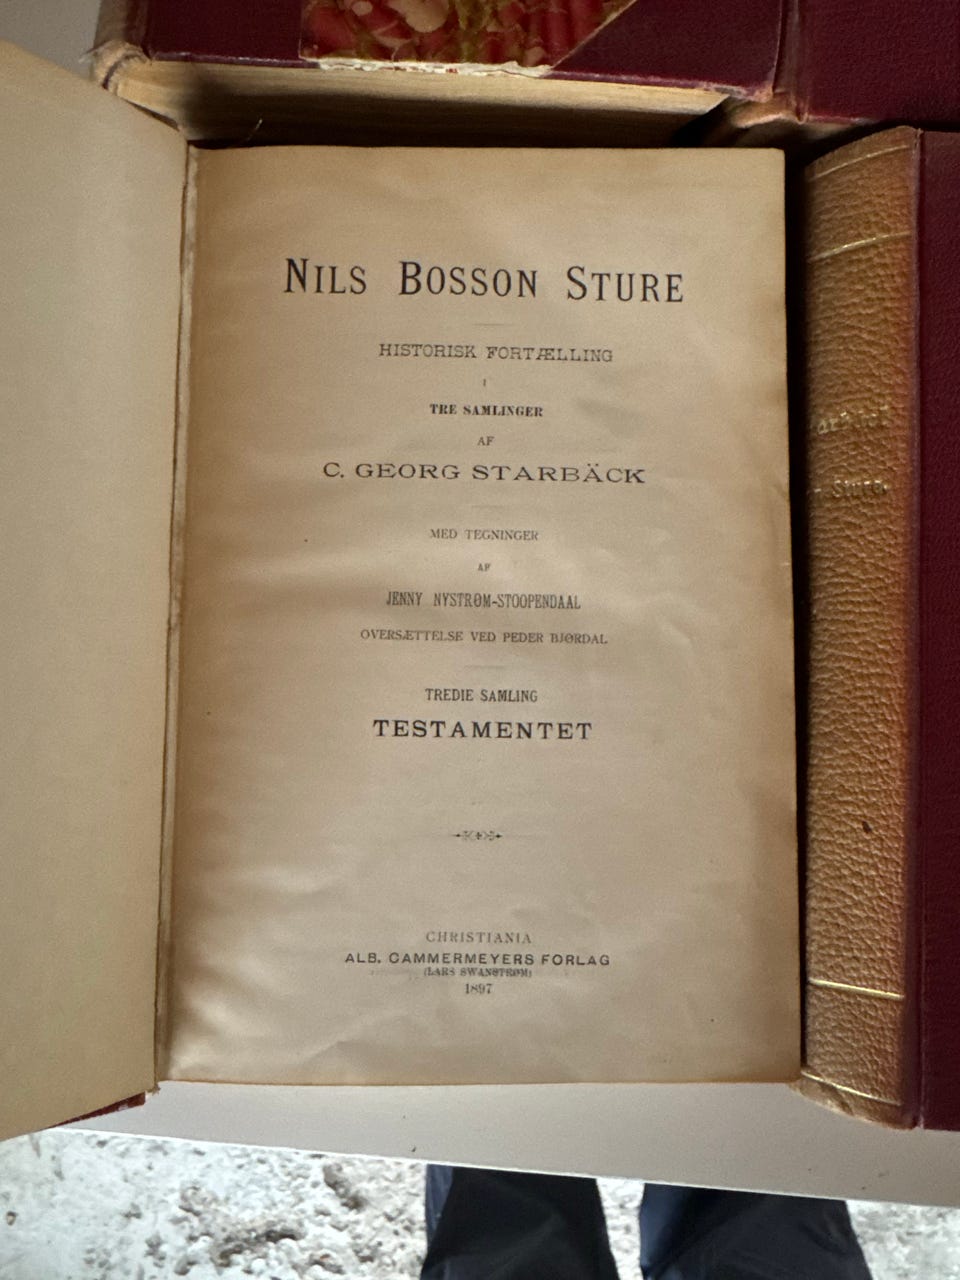 NILS BOSSON STURE
HISTORISK FORTÆLLING
I
TRE SAMLINGER
AF
C. GEORG STARBÄCK
MED TEGNINGER
AF
JENNY NYSTRØM-STOOPENDAAL
OVERSÆTTELSE VED PEDER BJØRDAL
TREDIE SAMLING
TESTAMENTET
CHRISTIANIA
ALB. CAMMERMEYERS FORLAG
(LARS SWANSTRØM)
1897